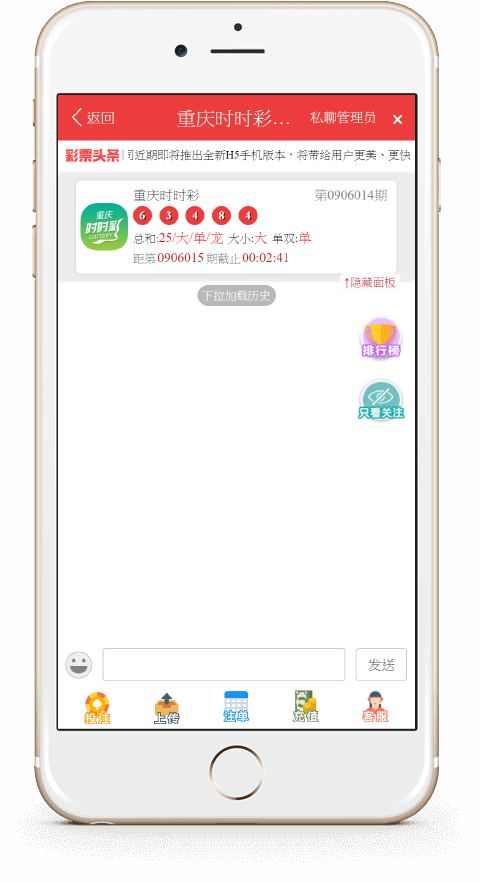 返回 重庆时时彩... 私聊管理员 ×
彩票头条 司近期即将推出全新H5手机版本，将带给用户更美、更快
重庆时时彩 第0906014期
重庆
时时彩
LOTTERY
6 3 4 8 4
总和:25/大/单/龙 大小:大 单双:单
距第0906015期截止00:02:41
↑隐藏面板
下拉加载历史
排行榜
只看关注
发送
投注 上传 注单 充值 客服